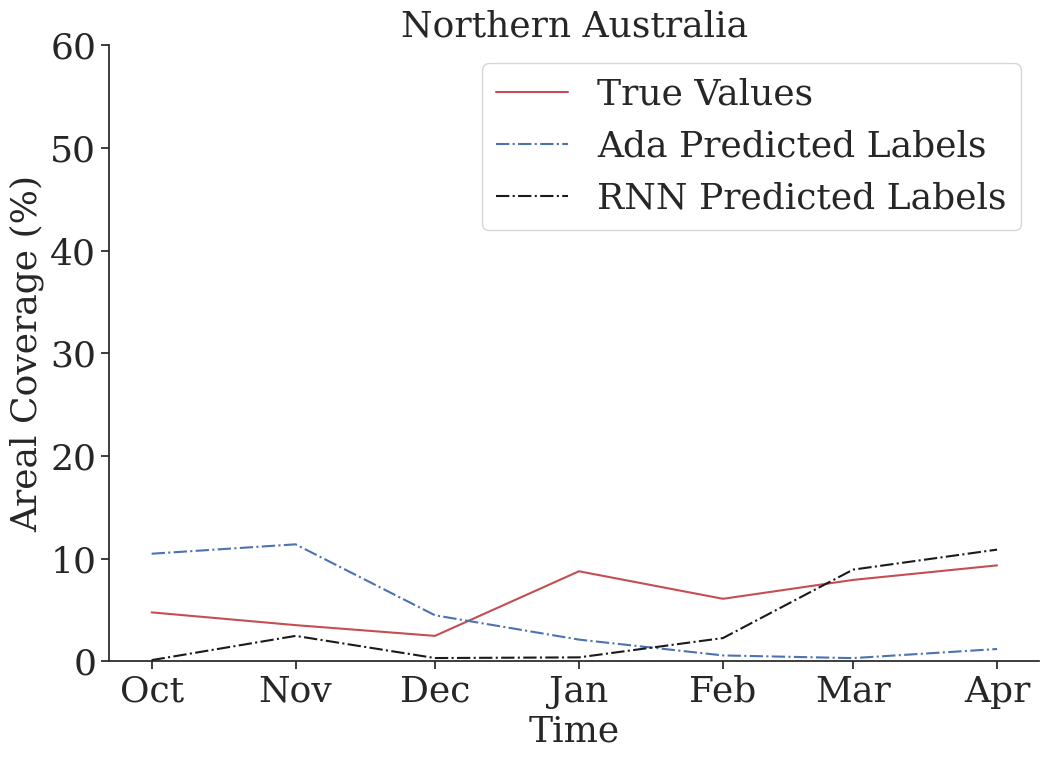 Northern Australia
60
50
40
30
20
10
0
Areal Coverage (%)
True Values
Ada Predicted Labels
RNN Predicted Labels
Oct Nov Dec Jan Feb Mar Apr
Time